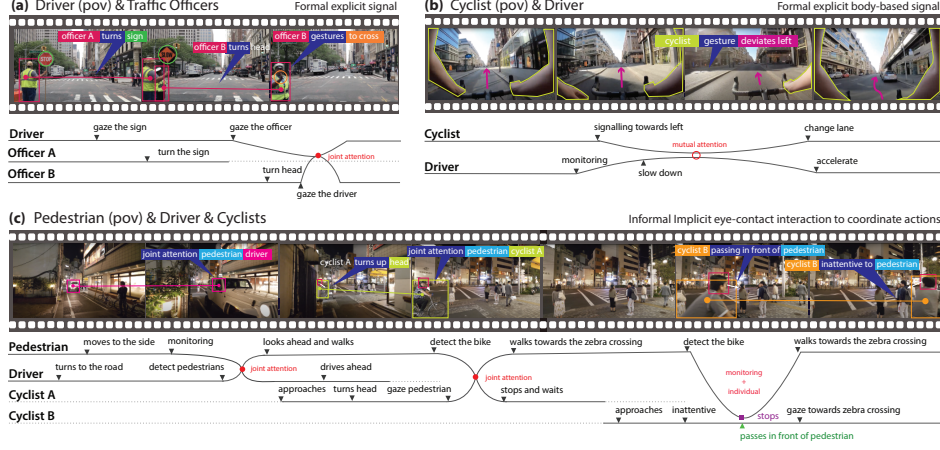 (a) Driver (pov) & Traffic Officers
Formal explicit signal
officer A turns sign
officer B turns head
officer B gestures to cross
STOP
STOP
Driver
gaze the sign
gaze the officer
Officer A
turn the sign
joint attention
Officer B
turn head
gaze the driver
(b) Cyclist (pov) & Driver
Formal explicit body-based signal
cyclist gesture deviates left
Cyclist
signalling towards left
change lane
mutual attention
Driver
monitoring
slow down
accelerate
(c) Pedestrian (pov) & Driver & Cyclists
Informal Implicit eye-contact interaction to coordinate actions
joint attention pedestrian driver
cyclist A turns up head
joint attention pedestrian cyclist A
cyclist B passing in front of pedestrian
cyclist B inattentive to pedestrian
Pedestrian
moves to the side
monitoring
looks ahead and walks
detect the bike
walks towards the zebra crossing
detect the bike
walks towards the zebra crossing
Driver
turns to the road
detect pedestrians
joint attention
drives ahead
joint attention
monitoring
+
individual
Cyclist A
approaches
turns head
gaze pedestrian
stops and waits
Cyclist B
approaches
inattentive
stops
gaze towards zebra crossing
passes in front of pedestrian